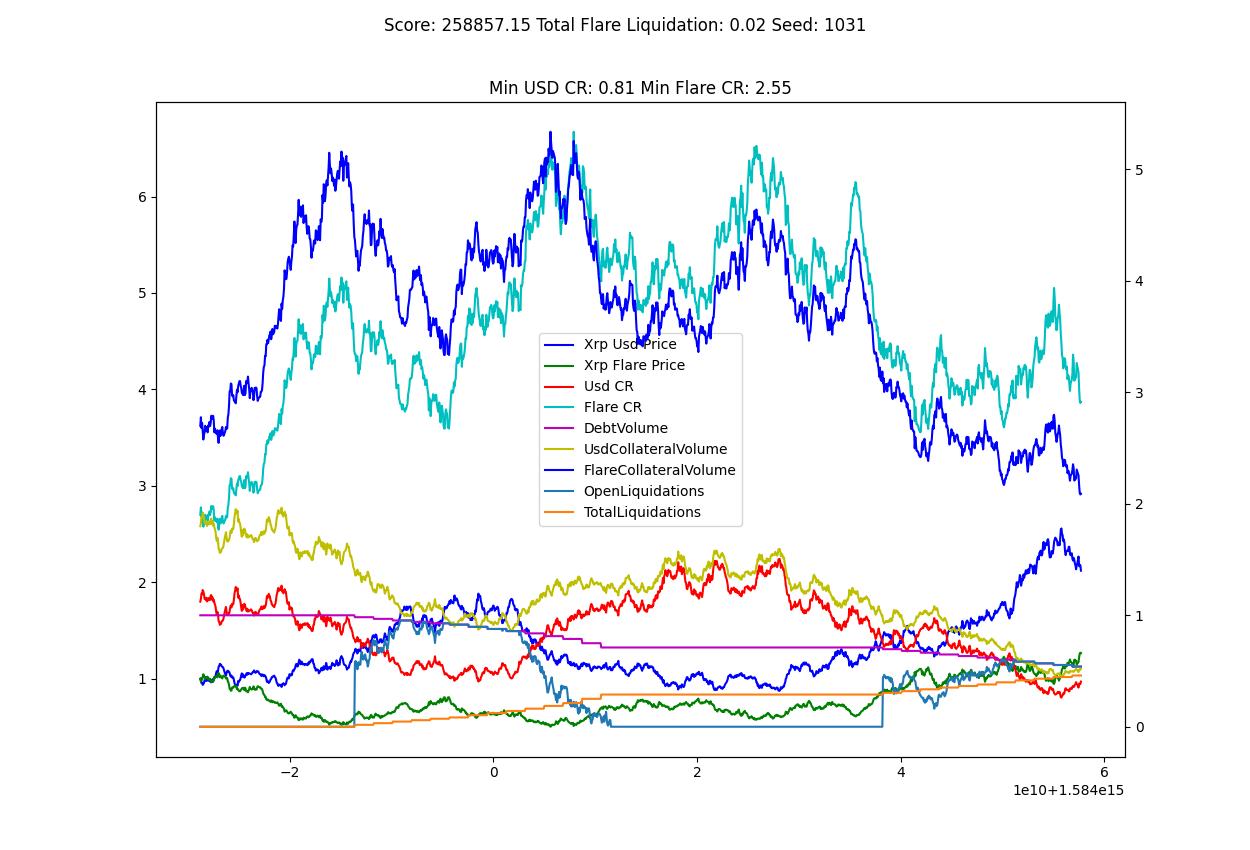 Score: 258857.15 Total Flare Liquidation: 0.02 Seed: 1031
Min USD CR: 0.81 Min Flare CR: 2.55
6
5
4
3
2
1
5
4
3
2
1
0
Xrp Usd Price
Xrp Flare Price
Usd CR
Flare CR
DebtVolume
UsdCollateralVolume
FlareCollateralVolume
OpenLiquidations
TotalLiquidations
−2 0 2 4 6
1e10+1.584e15